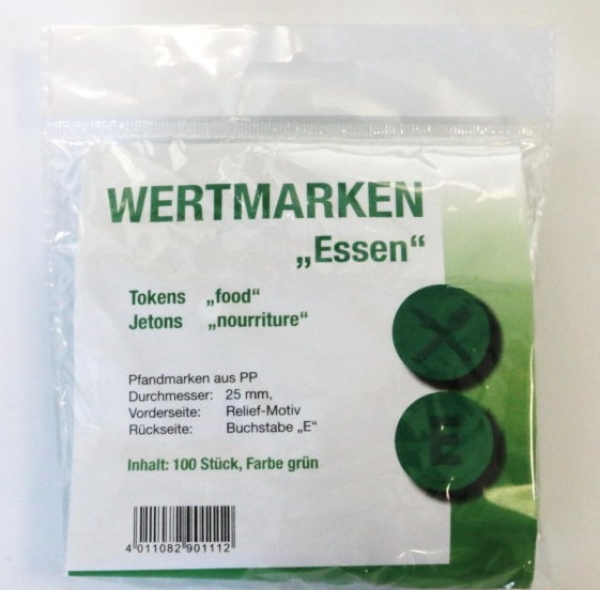 WERTMARKEN
„Essen“
Tokens „food“
Jetons „nourriture“
Pfandmarken aus PP
Durchmesser: 25 mm,
Vorderseite: Relief-Motiv
Rückseite: Buchstabe „E“
Inhalt: 100 Stück, Farbe grün
E
4 011082 901112